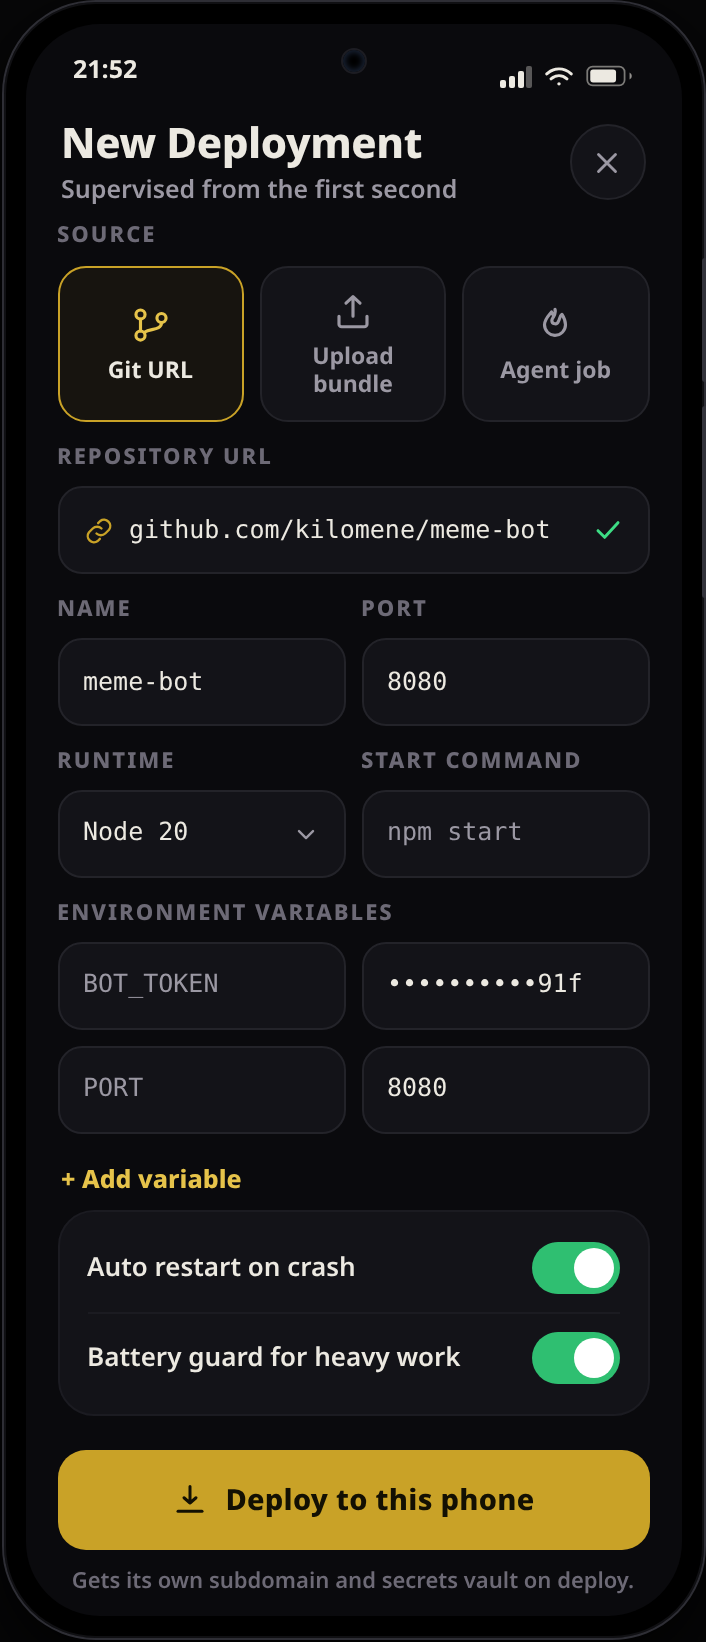 21:52
New Deployment
Supervised from the first second
SOURCE
Git URL
Upload
bundle
Agent job
REPOSITORY URL
github.com/kilomene/meme-bot
NAME
PORT
meme-bot
8080
RUNTIME
START COMMAND
Node 20
npm start
ENVIRONMENT VARIABLES
BOT_TOKEN
••••••••••91f
PORT
8080
+ Add variable
Auto restart on crash
Battery guard for heavy work
Deploy to this phone
Gets its own subdomain and secrets vault on deploy.